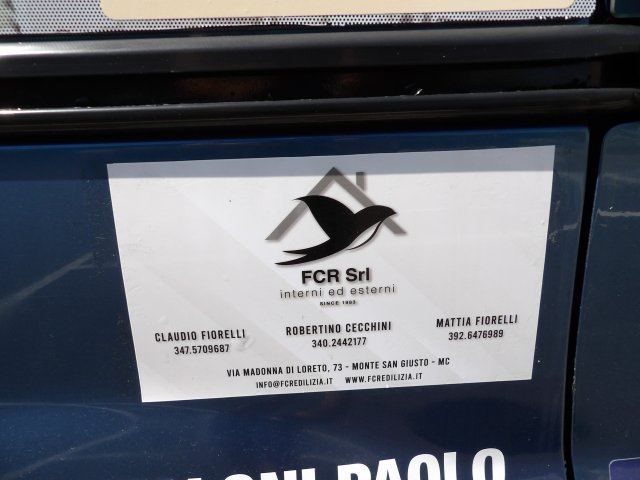 FCR Srl
interni ed esterni
SINCE 1993
CLAUDIO FIORELLI
347.5709687
ROBERTINO CECCHINI
340.2442177
MATTIA FIORELLI
392.6476989
VIA MADONNA DI LORETO, 73 - MONTE SAN GIUSTO - MC
INFO@FCREDILIZIA.IT WWW.FCREDILIZIA.IT
PAOLO